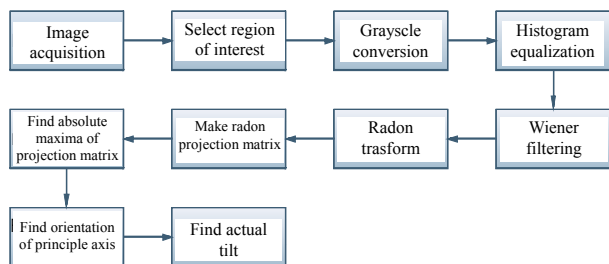 Image
acquisition
Select region
of interest
Grayscle
conversion
Histogram
equalization
Wiener
filtering
Radon
trasform
Make radon
projection matrix
Find absolute
maxima of
projection matrix
Find orientation
of principle axis
Find actual
tilt